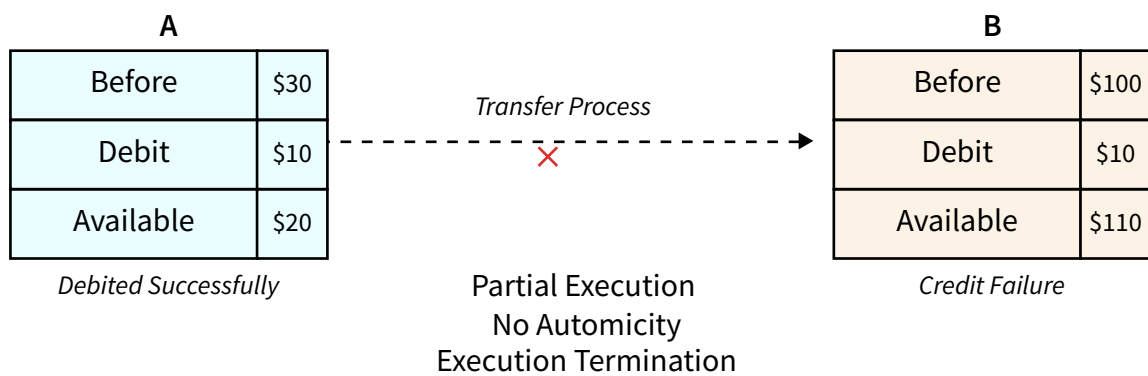 A
B
Before $30
Debit $10
Available $20
Debited Successfully
Transfer Process
Before $100
Debit $10
Available $110
Credit Failure
Partial Execution
No Automicity
Execution Termination